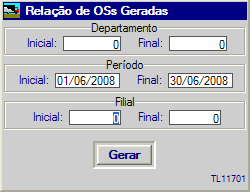 Relação de OSs Geradas
Departamento
Inicial: 0 Final: 0
Período
Inicial: 01/06/2008 Final: 30/06/2008
Filial
Inicial: 0 Final: 0
Gerar
TL11701